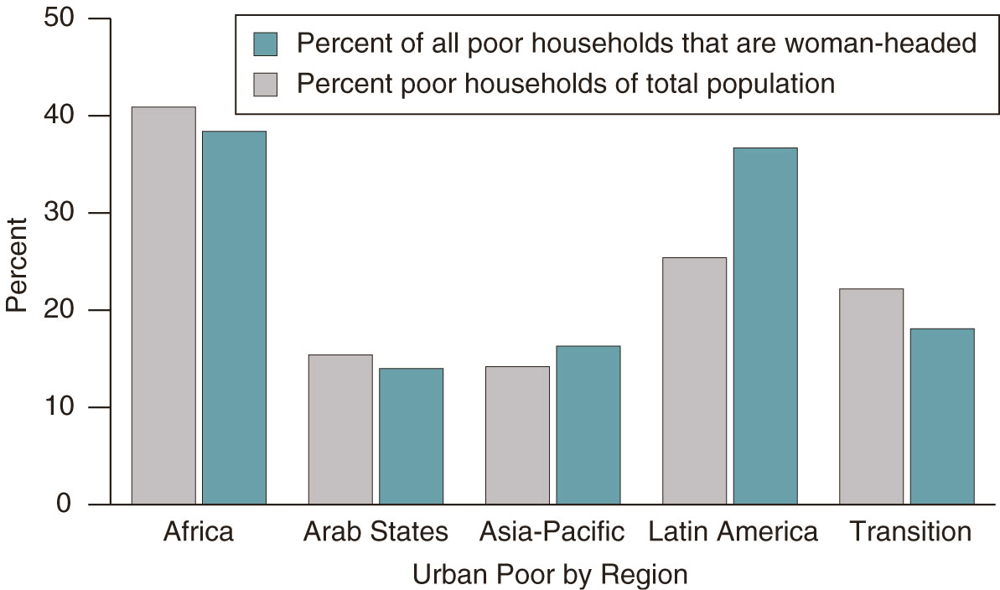 50
40
30
20
10
0
Percent
Percent of all poor households that are woman-headed
Percent poor households of total population
Africa
Arab States
Asia-Pacific
Latin America
Transition
Urban Poor by Region